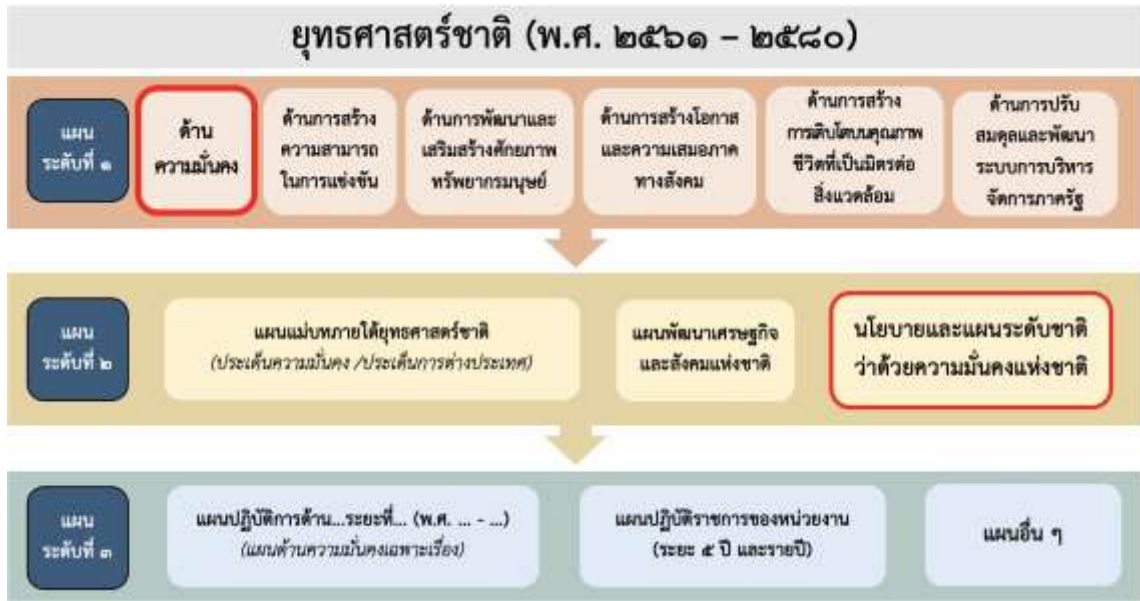 ยุทธศาสตร์ชาติ (พ.ศ. ๒๕๖๑ – ๒๕๘๐)
แผน
ระดับที่ ๑
ด้าน
ความมั่นคง
ด้านการสร้าง
ความสามารถ
ในการแข่งขัน
ด้านการพัฒนาและ
เสริมสร้างศักยภาพ
ทรัพยากรมนุษย์
ด้านการสร้างโอกาส
และความเสมอภาค
ทางสังคม
ด้านการสร้าง
การเติบโตบนคุณภาพ
ชีวิตที่เป็นมิตรต่อ
สิ่งแวดล้อม
ด้านการปรับ
สมดุลและพัฒนา
ระบบการบริหาร
จัดการภาครัฐ
แผน
ระดับที่ ๒
แผนแม่บทภายใต้ยุทธศาสตร์ชาติ
(ประเด็นความมั่นคง /ประเด็นการต่างประเทศ)
แผนพัฒนาเศรษฐกิจ
และสังคมแห่งชาติ
นโยบายและแผนระดับชาติ
ว่าด้วยความมั่นคงแห่งชาติ
แผน
ระดับที่ ๓
แผนปฏิบัติการด้าน...ระยะที่... (พ.ศ. ... - ...)
(แผนด้านความมั่นคงเฉพาะเรื่อง)
แผนปฏิบัติราชการของหน่วยงาน
(ระยะ ๕ ปี และรายปี)
แผนอื่น ๆ